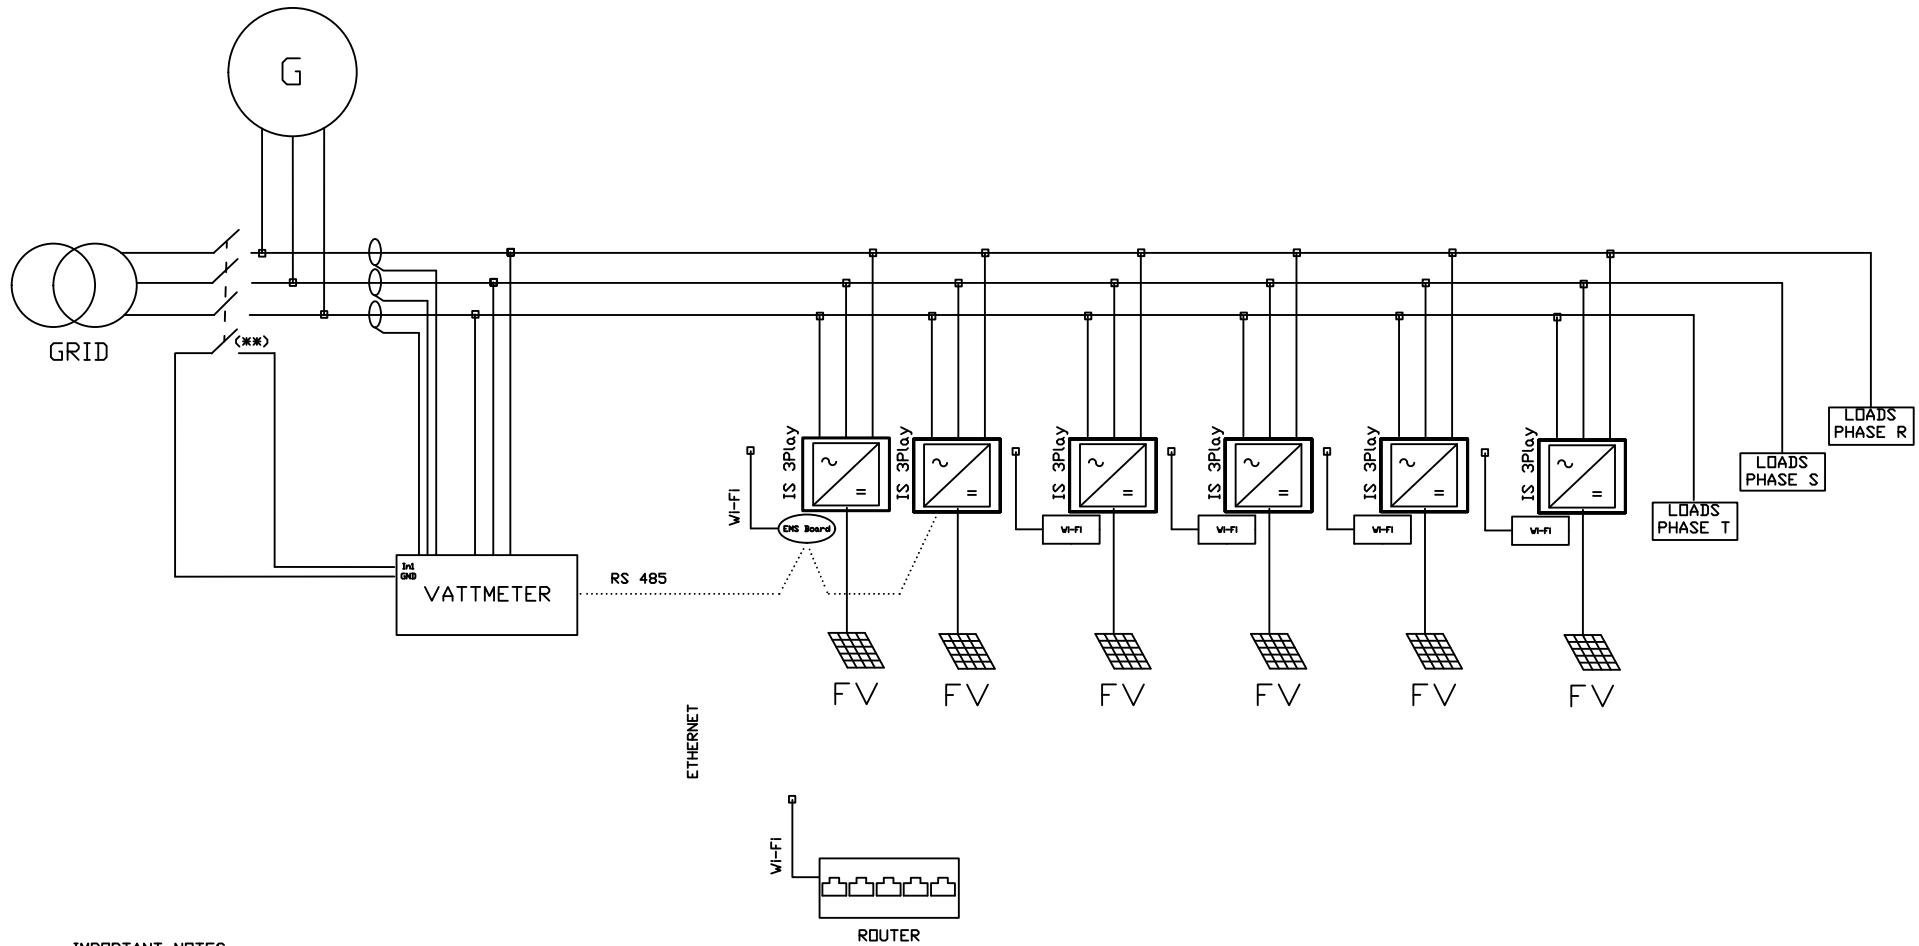 G
GRID
(**)
In1
GND
VATTMETER
RS 485
Wi-Fi
IS 3Play
EMS Board
IS 3Play
IS 3Play
Wi-Fi
IS 3Play
Wi-Fi
IS 3Play
Wi-Fi
IS 3Play
Wi-Fi
LOADS
PHASE R
LOADS
PHASE S
LOADS
PHASE T
FV
FV
FV
FV
FV
FV
ETHERNET
Wi-Fi
ROUTER
IMPORTANT NOTES